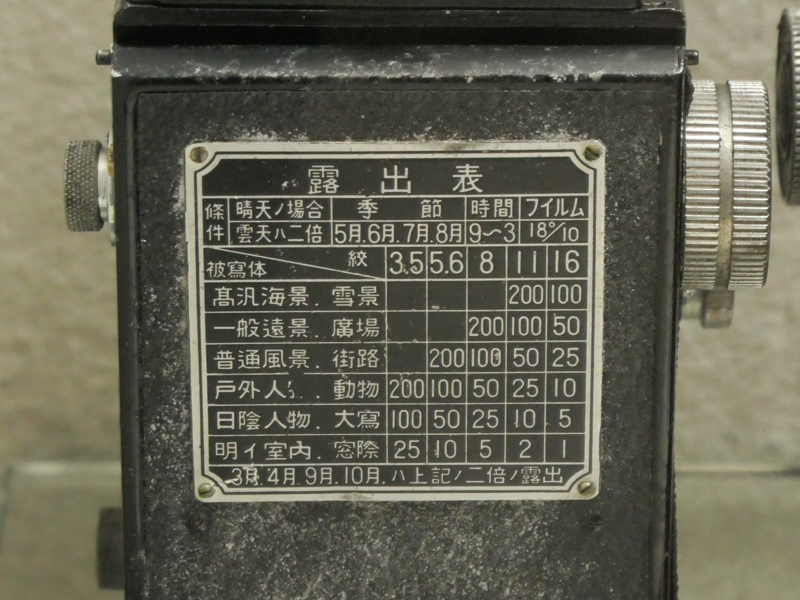 露出表
條件 晴天ノ場合 季節 時間 フイルム
雲天ハ二倍 5月.6月.7月.8月 9〜3 18°/10
被寫体 絞 3.5 5.6 8 11 16
高汎海景.雪景 200 100
一般遠景.廣場 200 100 50
普通風景.街路 200 100 50 25
戸外人物.動物 200 100 50 25 10
日陰人物.大寫 100 50 25 10 5
明イ室内.窓際 25 10 5 2 1
3月.4月.9月.10月.ハ上記ノ二倍ノ露出